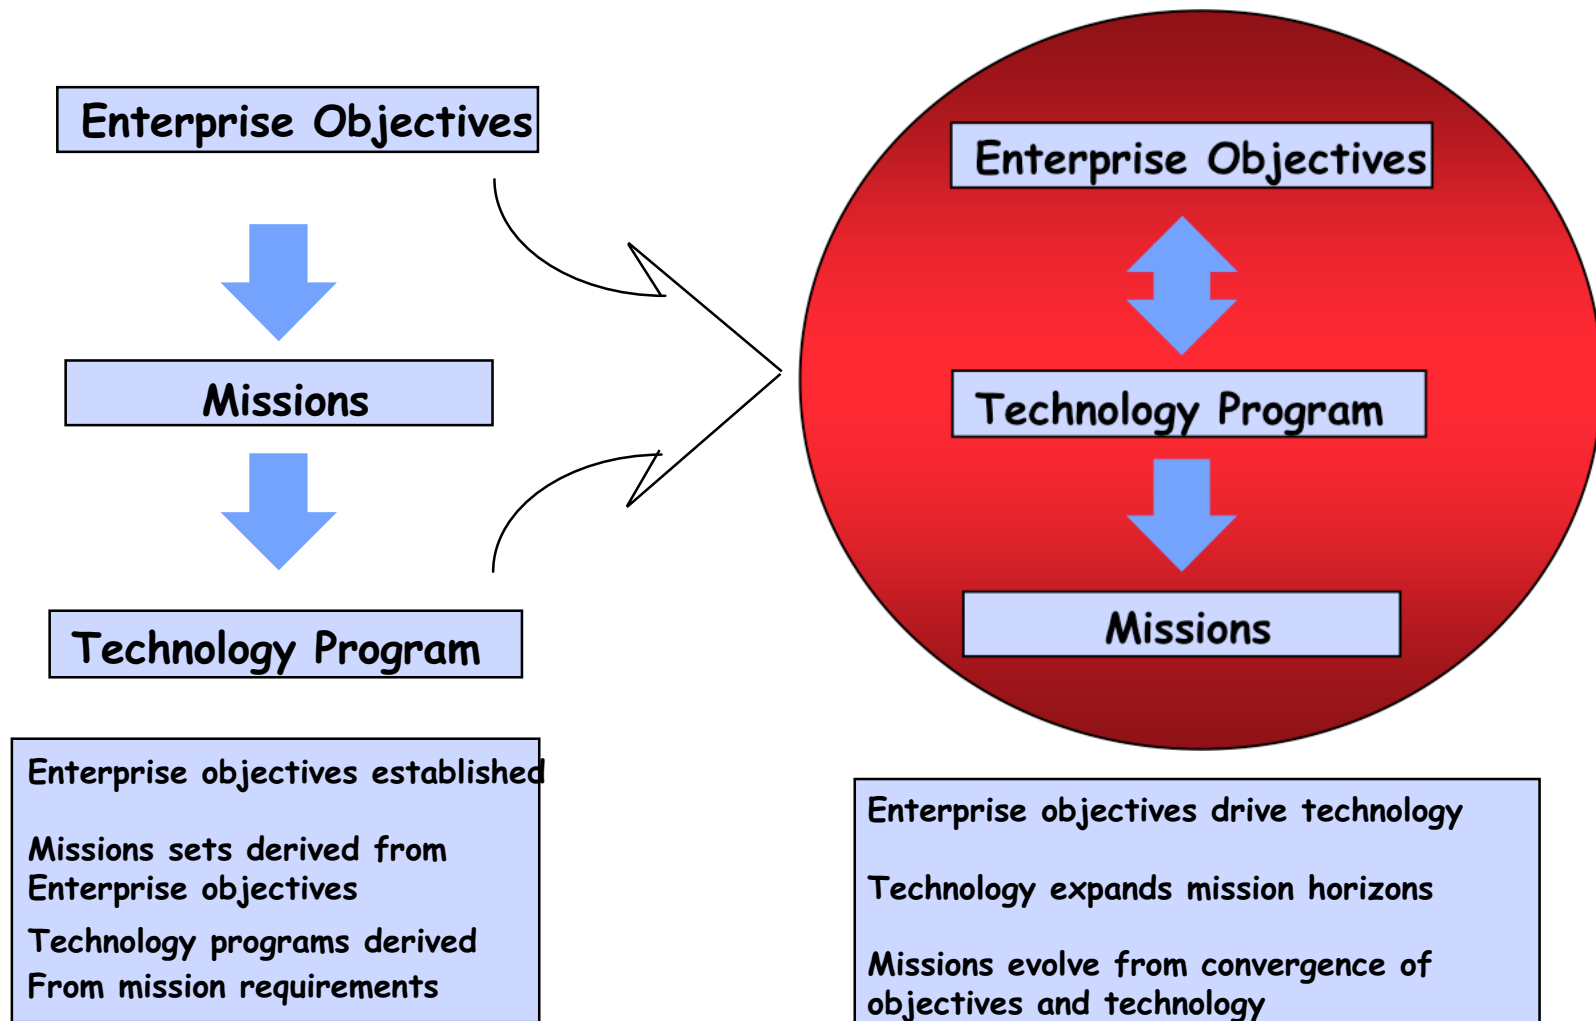 Enterprise Objectives
Missions
Technology Program
Enterprise objectives established
Missions sets derived from
Enterprise objectives
Technology programs derived
From mission requirements
Enterprise Objectives
Technology Program
Missions
Enterprise objectives drive technology
Technology expands mission horizons
Missions evolve from convergence of
objectives and technology